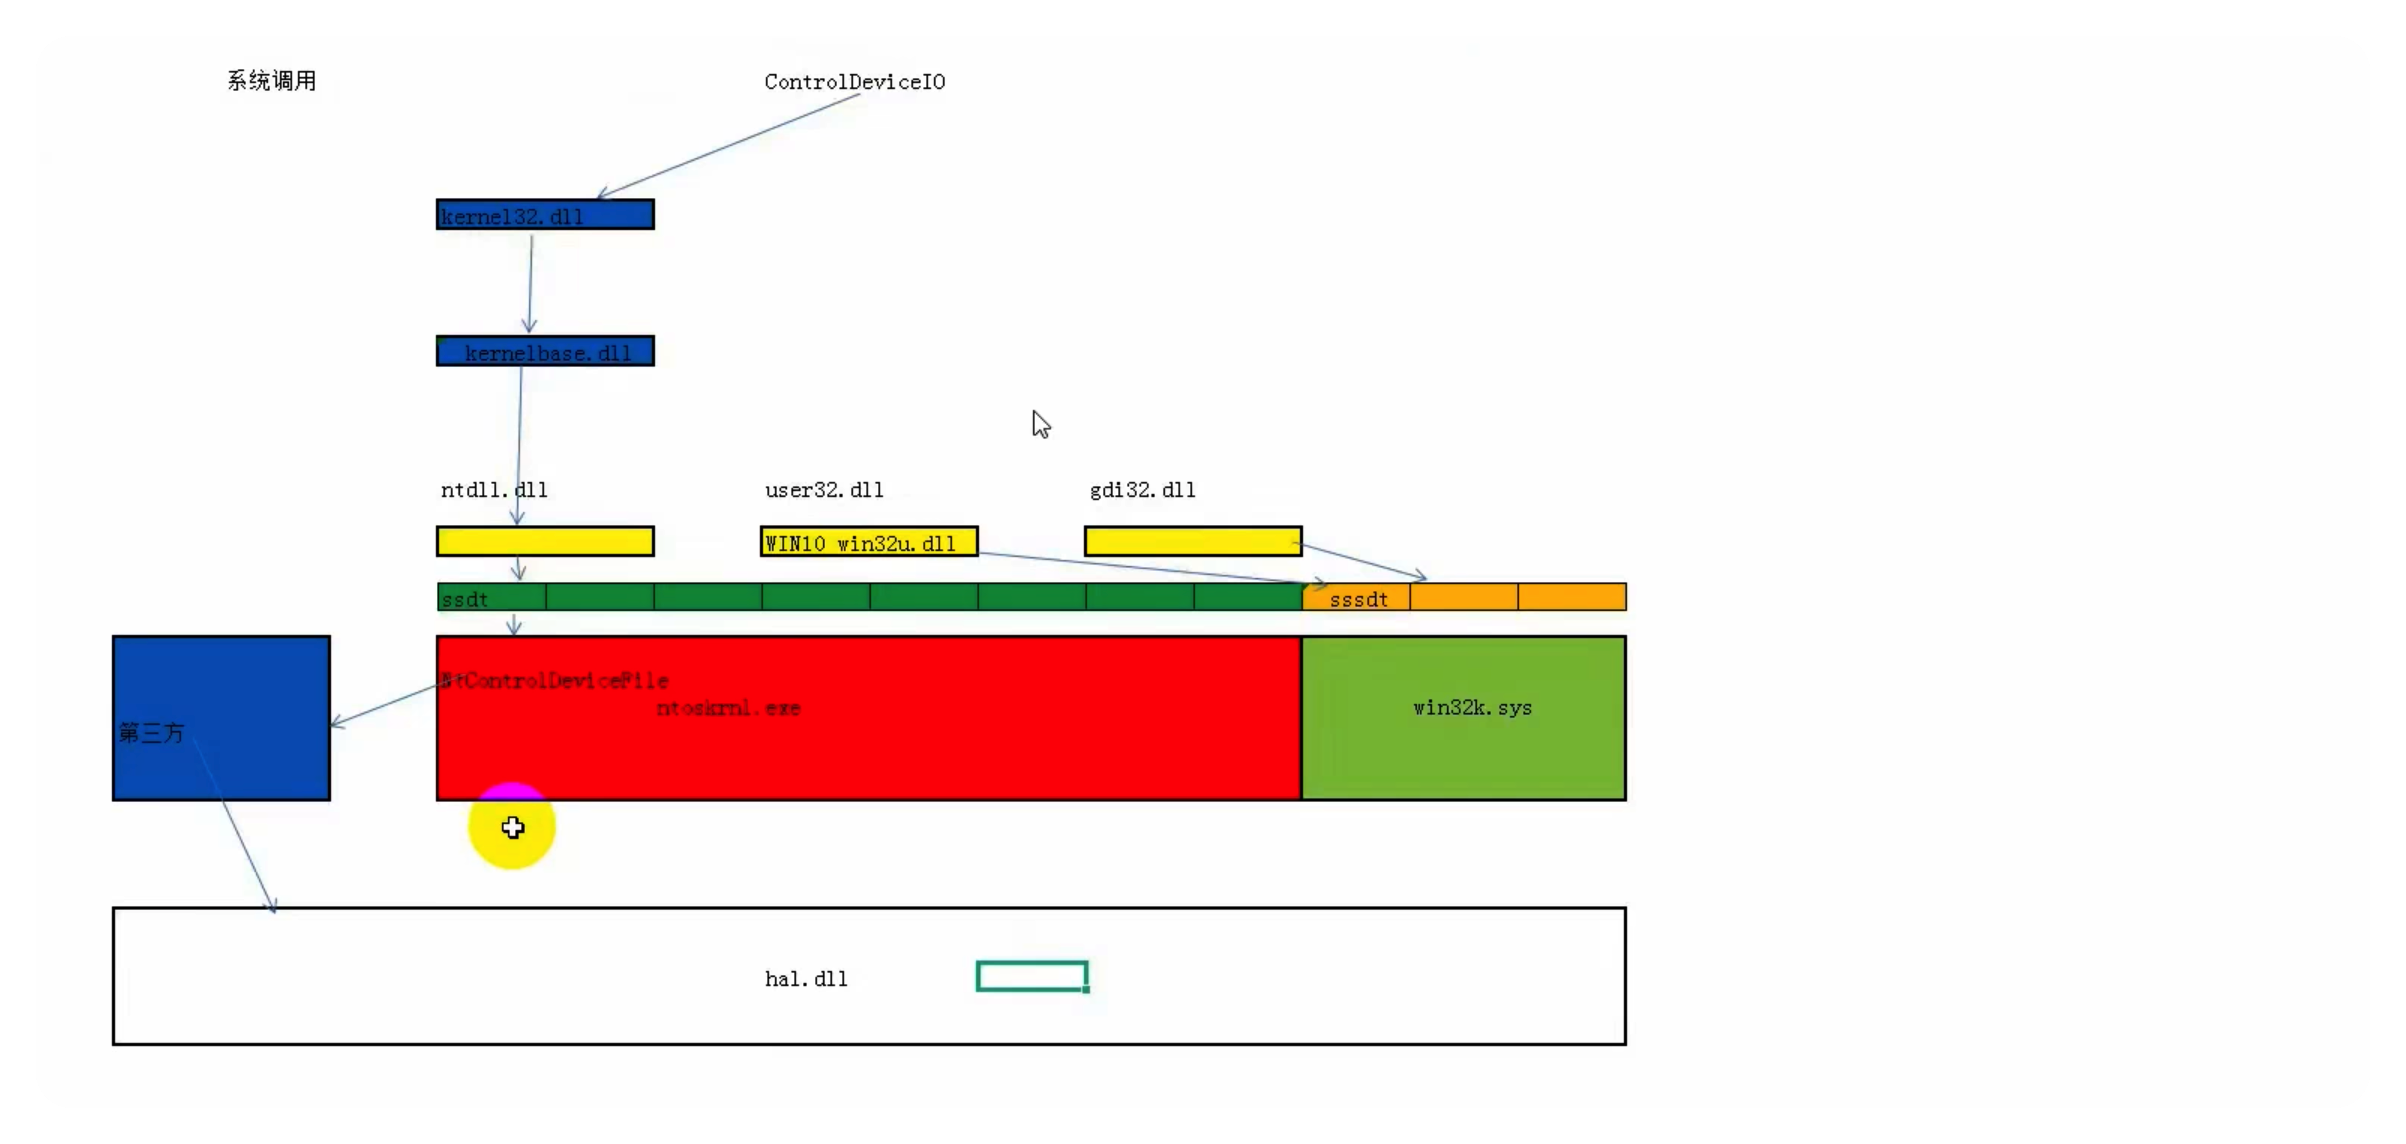 系统调用
ControlDeviceIO
kernel32.dll
kernelbase.dll
ntdll.dll
user32.dll
gdi32.dll
WIN10 win32u.dll
ssdt
sssdt
NtControlDeviceFile
ntoskrnl.exe
win32k.sys
第三方
hal.dll